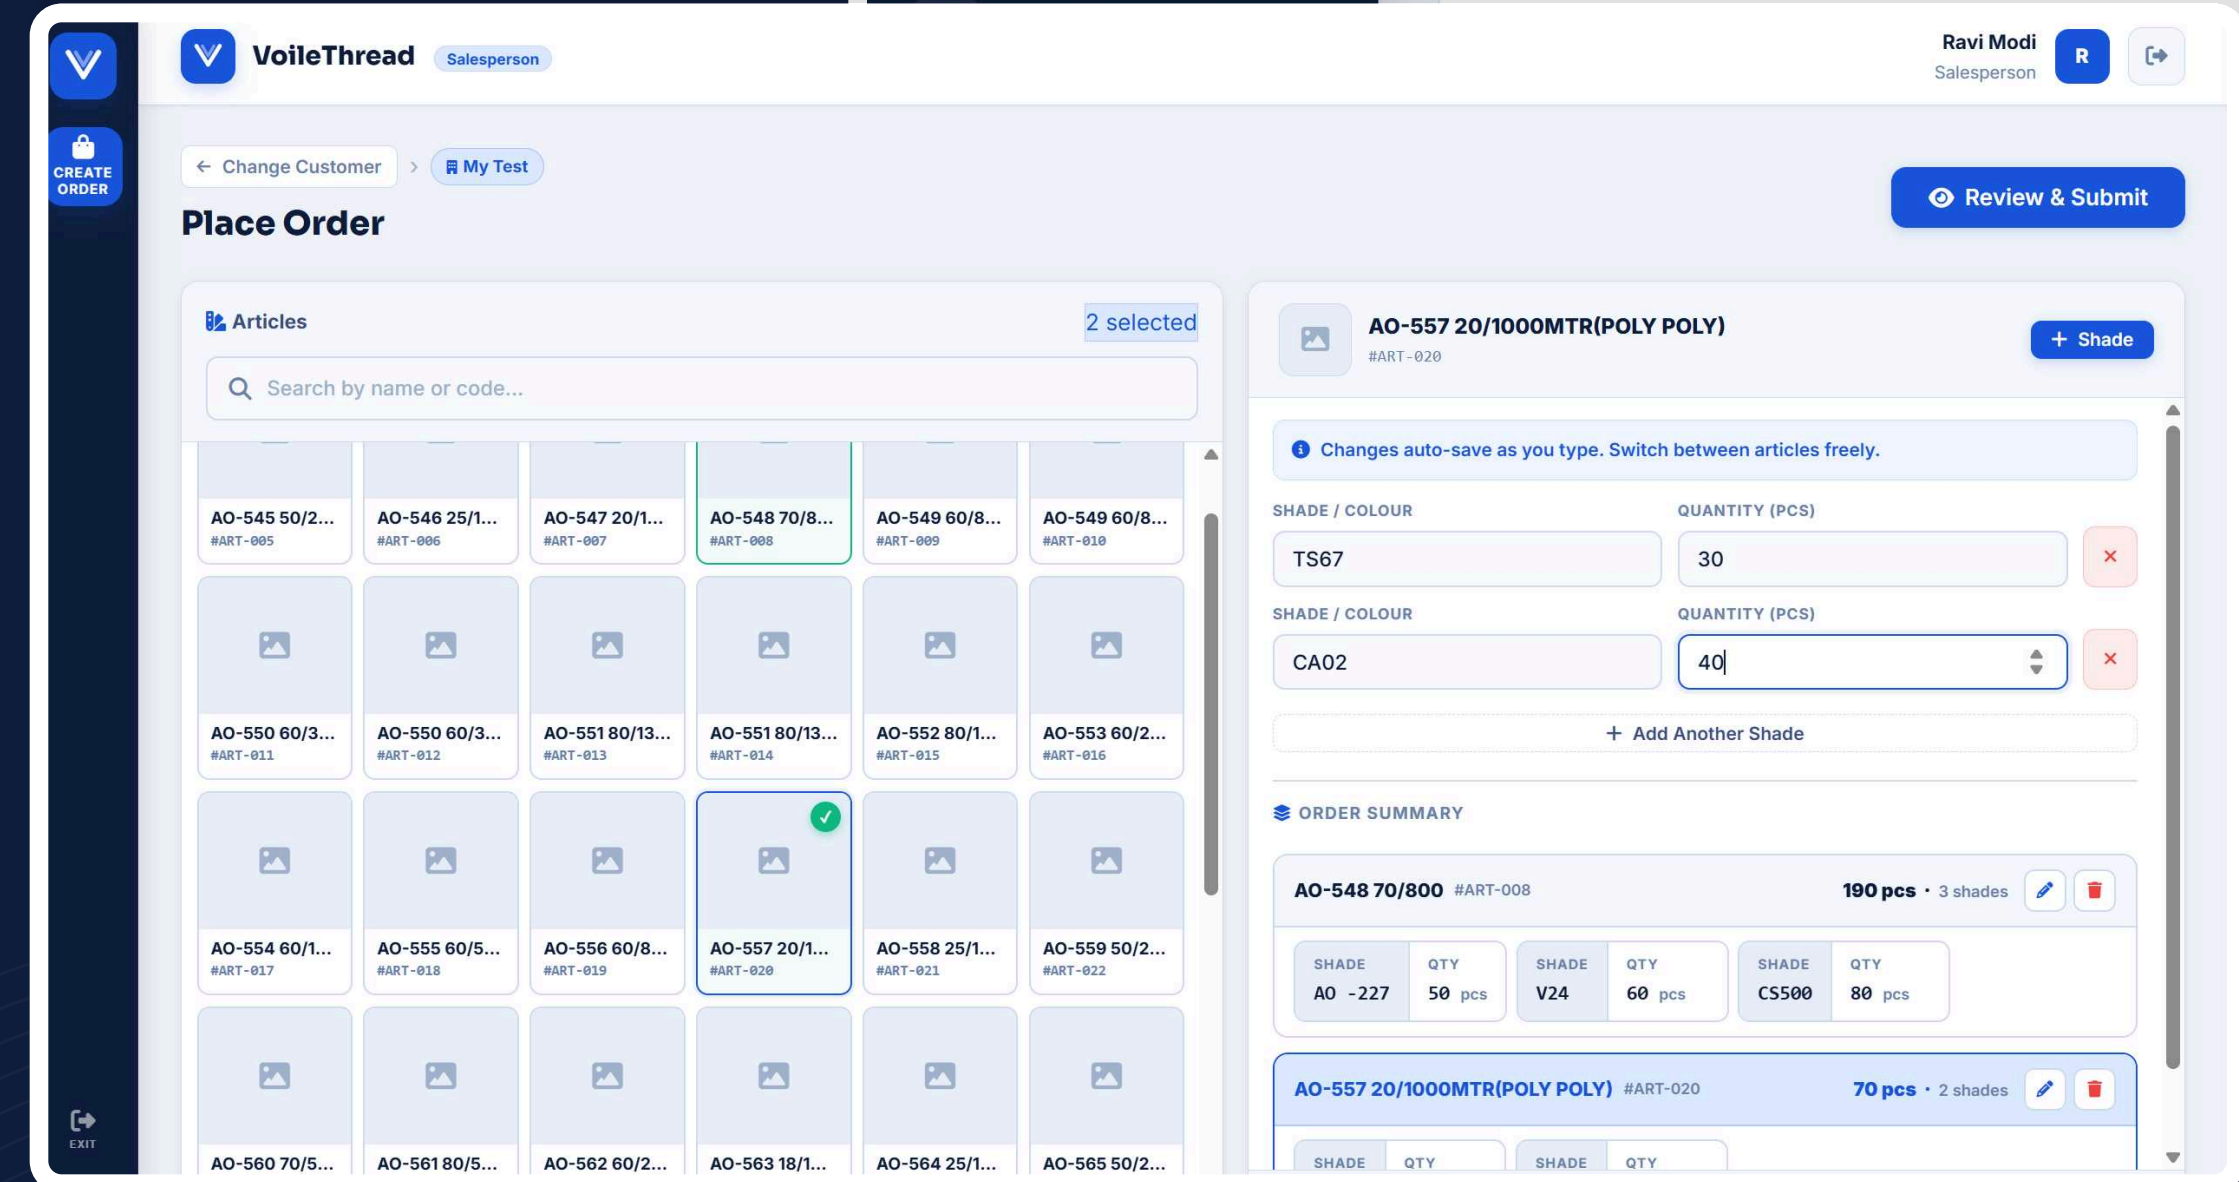 VoileThread Salesperson
Ravi Modi
Salesperson
R
CREATE
ORDER
EXIT
Change Customer
My Test
Place Order
Review & Submit
Articles
2 selected
Search by name or code...
AO-545 50/2... AO-546 25/1... AO-547 20/1... AO-548 70/8... AO-549 60/8... AO-549 60/8...
#ART-005 #ART-006 #ART-007 #ART-008 #ART-009 #ART-010
AO-550 60/3... AO-550 60/3... AO-551 80/13... AO-551 80/13... AO-552 80/1... AO-553 60/2...
#ART-011 #ART-012 #ART-013 #ART-014 #ART-015 #ART-016
AO-554 60/1... AO-555 60/5... AO-556 60/8... AO-557 20/1... AO-558 25/1... AO-559 50/2...
#ART-017 #ART-018 #ART-019 #ART-020 #ART-021 #ART-022
AO-560 70/5... AO-561 80/5... AO-562 60/2... AO-563 18/1... AO-564 25/1... AO-565 50/2...
AO-557 20/1000MTR(POLY POLY)
#ART-020
+ Shade
Changes auto-save as you type. Switch between articles freely.
SHADE / COLOUR QUANTITY (PCS)
TS67 30
SHADE / COLOUR QUANTITY (PCS)
CA02 40
+ Add Another Shade
ORDER SUMMARY
AO-548 70/800 #ART-008 190 pcs · 3 shades
SHADE QTY SHADE QTY SHADE QTY
AO -227 50 pcs V24 60 pcs CS500 80 pcs
AO-557 20/1000MTR(POLY POLY) #ART-020 70 pcs · 2 shades
SHADE QTY SHADE QTY